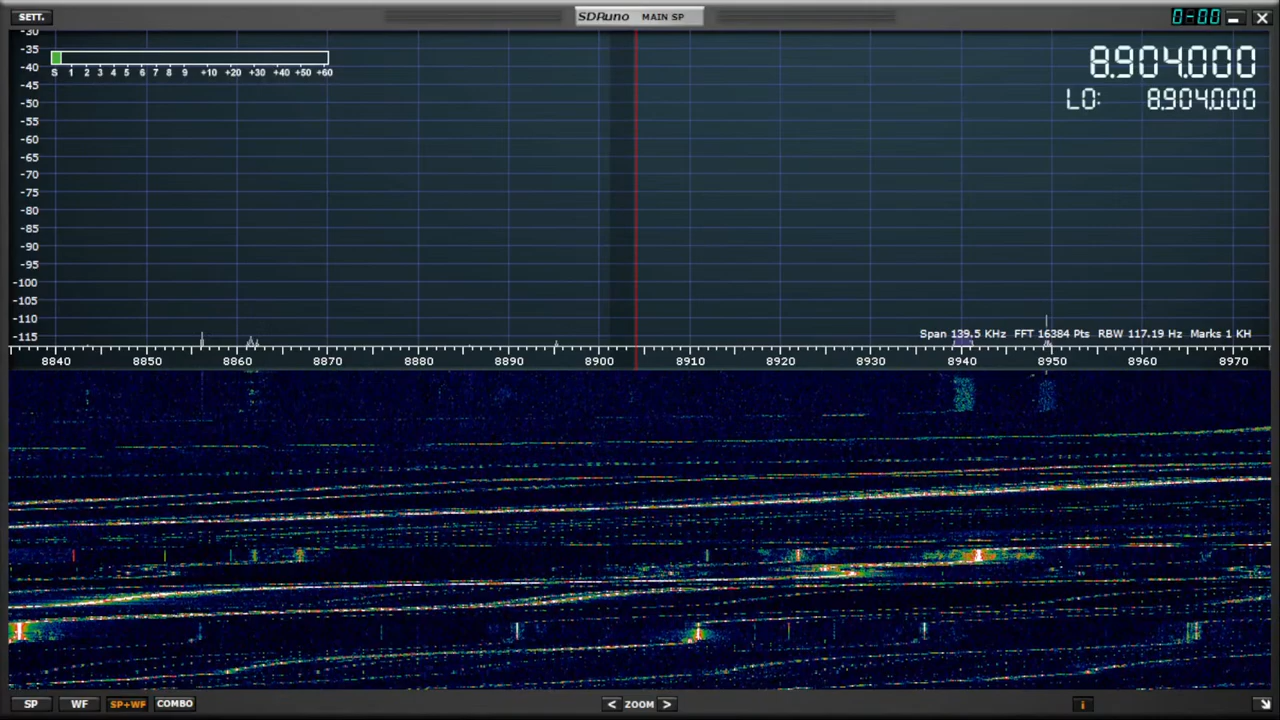 SETT.
SDRuno MAIN SP
0-00
-30
-35
-40
-45
-50
-55
-60
-65
-70
-75
-80
-85
-90
-95
-100
-105
-110
-115
S 1 2 3 4 5 6 7 8 9 +10 +20 +30 +40 +50 +60
8.904.000
LO: 8.904.000
Span 139.5 KHz FFT 16384 Pts RBW 117.19 Hz Marks 1 KH
8840 8850 8860 8870 8880 8890 8900 8910 8920 8930 8940 8950 8960 8970
SP WF SP+WF COMBO < ZOOM > i